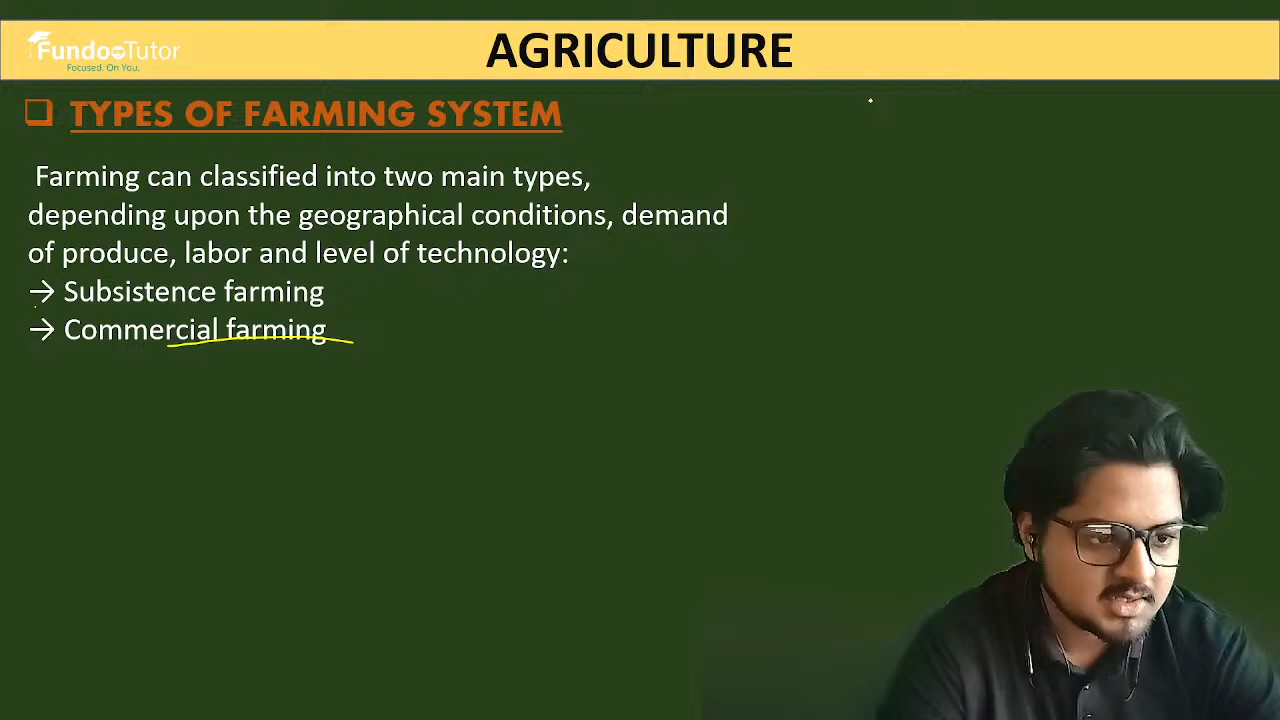 FundooTutor
Focused. On You.
AGRICULTURE
TYPES OF FARMING SYSTEM
Farming can classified into two main types,
depending upon the geographical conditions, demand
of produce, labor and level of technology:
→ Subsistence farming
→ Commercial farming